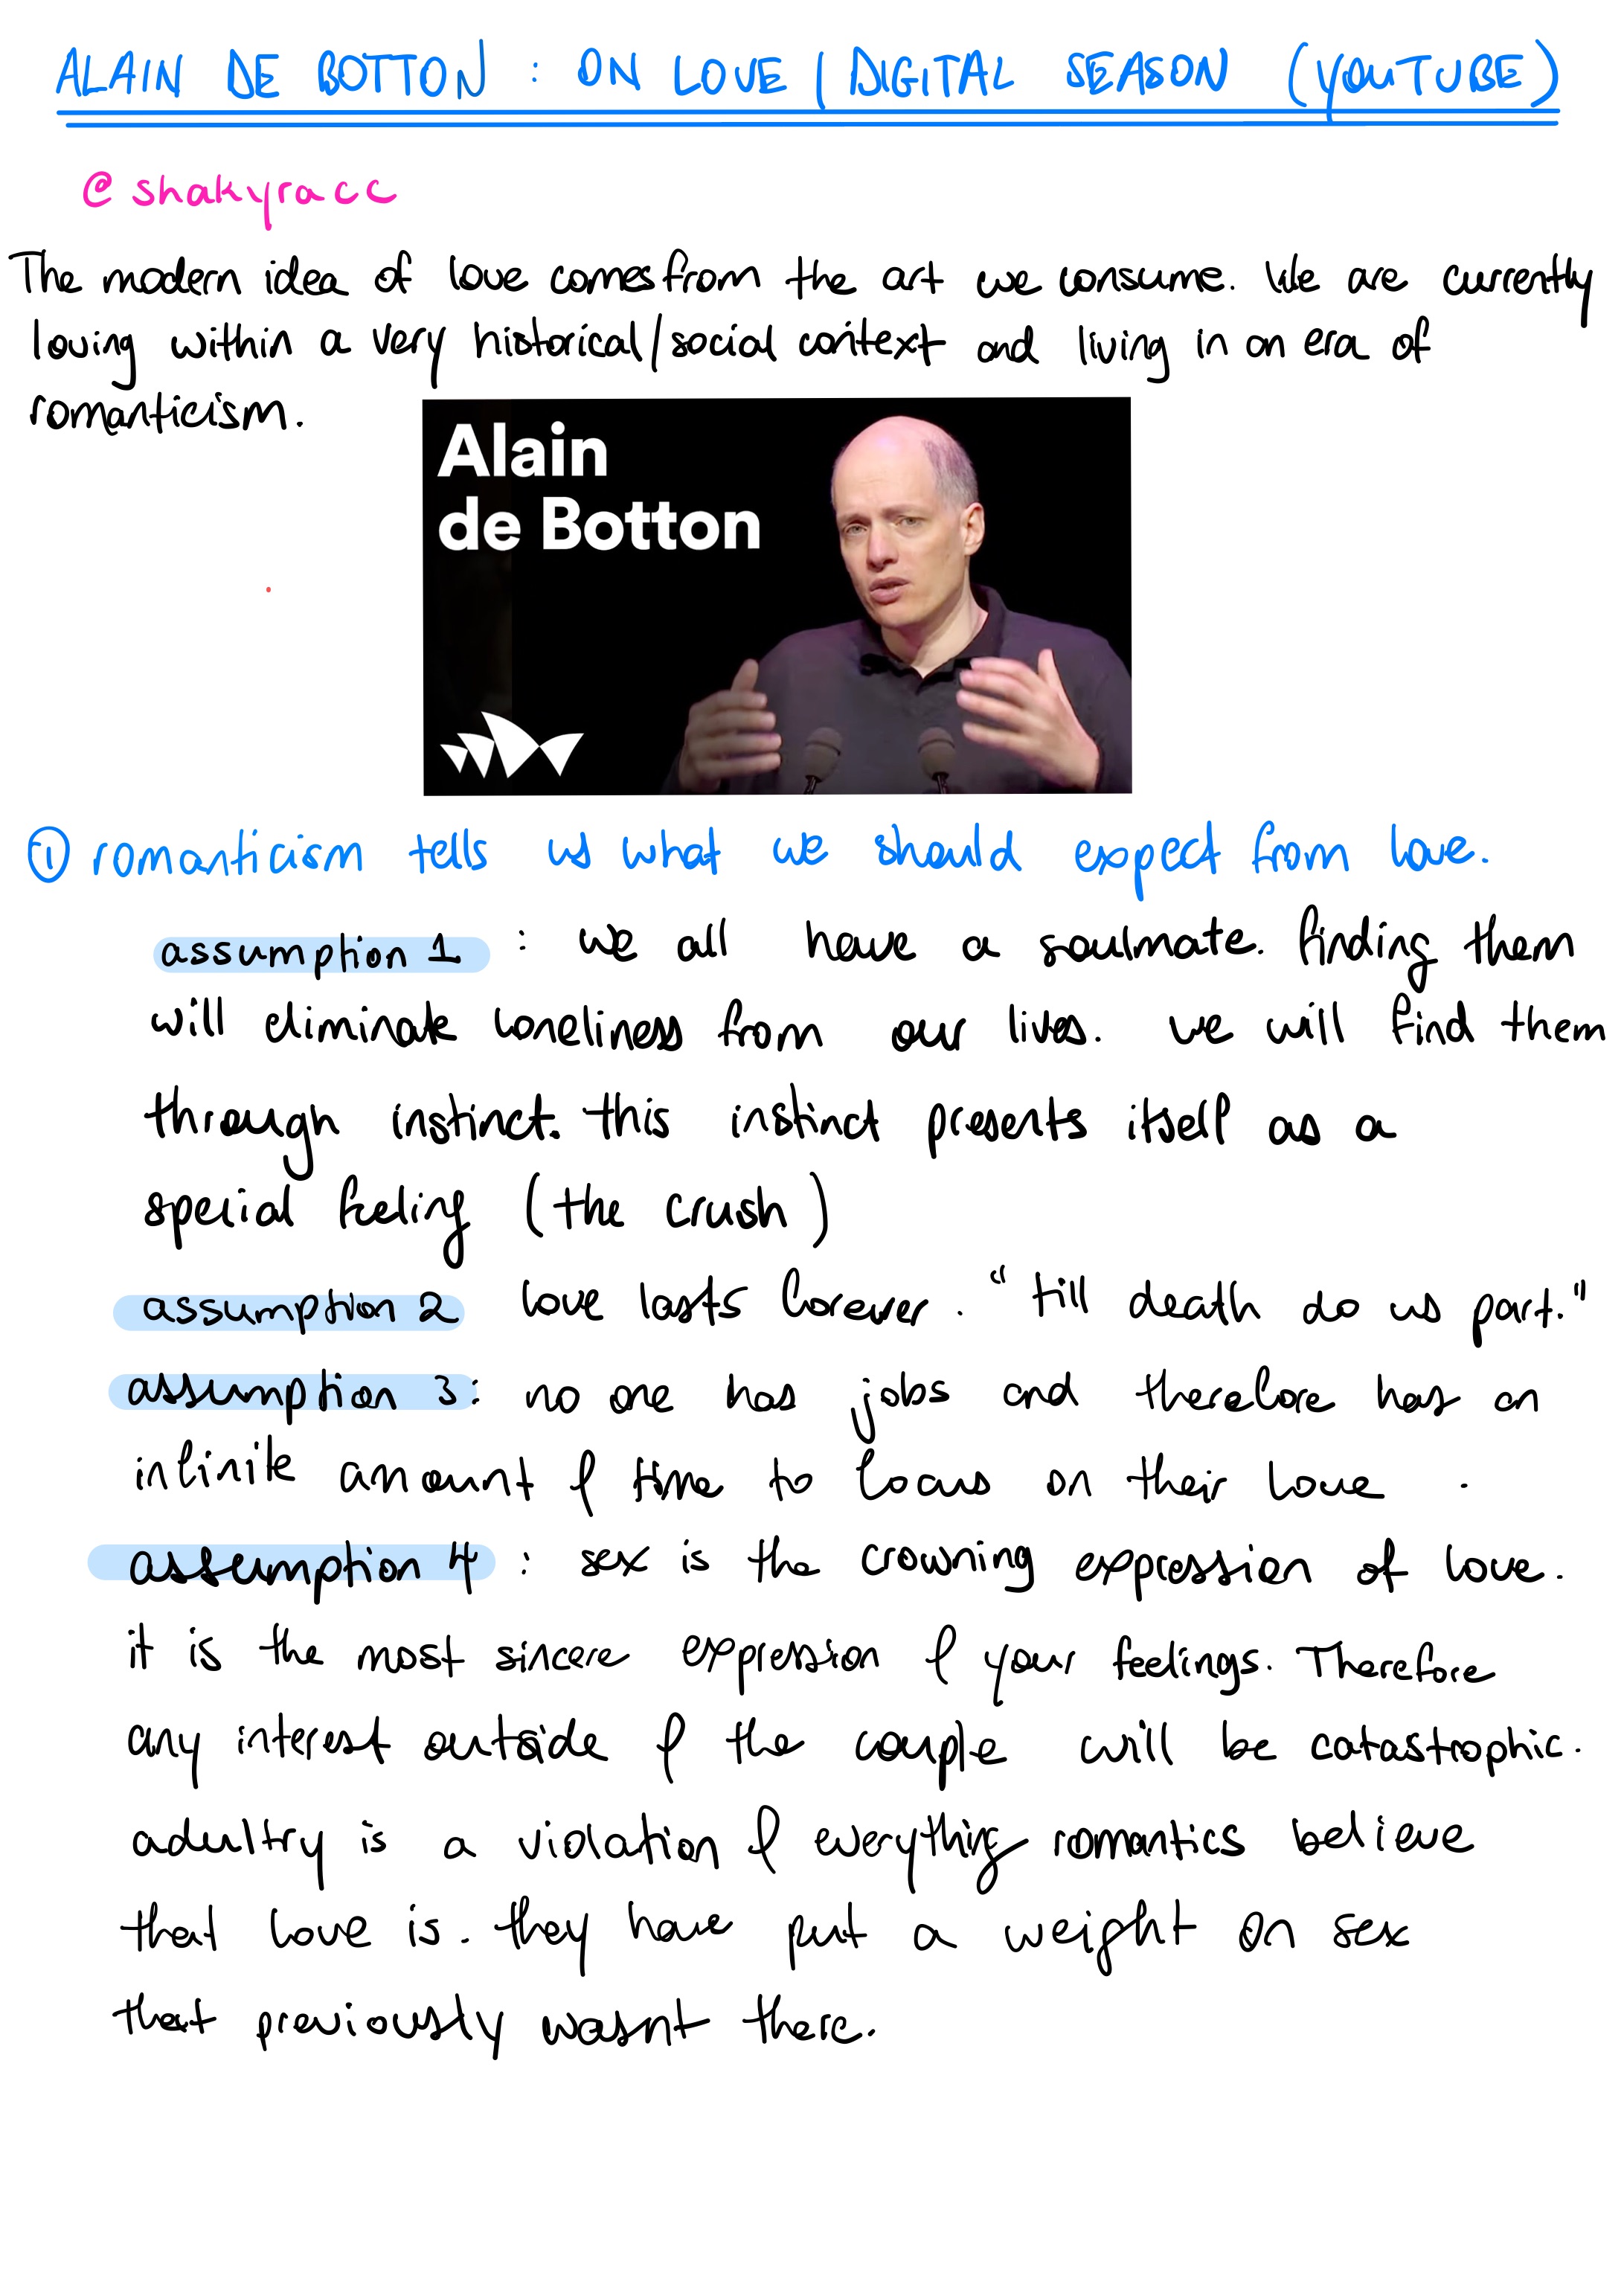 ALAIN DE BOTTON : ON LOVE | DIGITAL SEASON (YOUTUBE)
@shakyracc
The modern idea of love comes from the art we consume. We are currently
loving within a very historical/social context and living in an era of
romanticism.
Alain
de Botton
① romanticism tells us what we should expect from love.
assumption 1 : we all have a soulmate. finding them
will eliminate loneliness from our lives. we will find them
through instinct. this instinct presents itself as a
special feeling (the crush)
assumption 2 love lasts forever. "till death do us part."
assumption 3: no one has jobs and therefore has an
infinite amount of time to focus on their love .
assumption 4 : sex is the crowning expression of love.
it is the most sincere expression of your feelings. Therefore
any interest outside of the couple will be catastrophic.
adultry is a violation of everything romantics believe
that love is. they have put a weight on sex
that previously wasnt there.